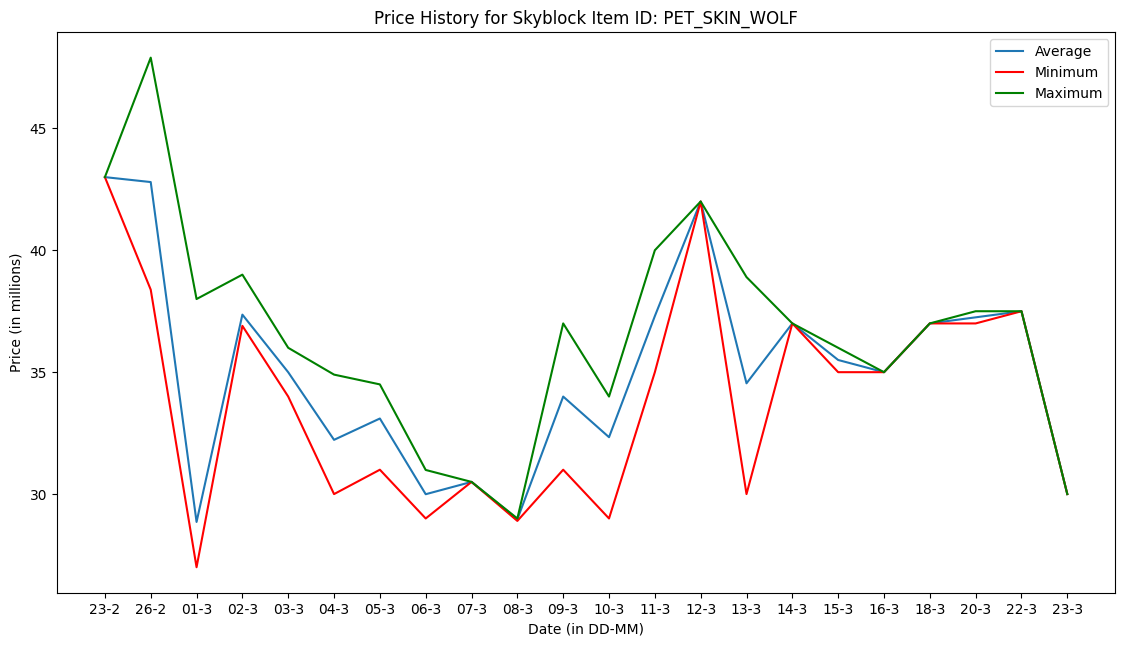 Price History for Skyblock Item ID: PET_SKIN_WOLF
Average
Minimum
Maximum
Price (in millions)
45
40
35
30
23-2 26-2 01-3 02-3 03-3 04-3 05-3 06-3 07-3 08-3 09-3 10-3 11-3 12-3 13-3 14-3 15-3 16-3 18-3 20-3 22-3 23-3
Date (in DD-MM)